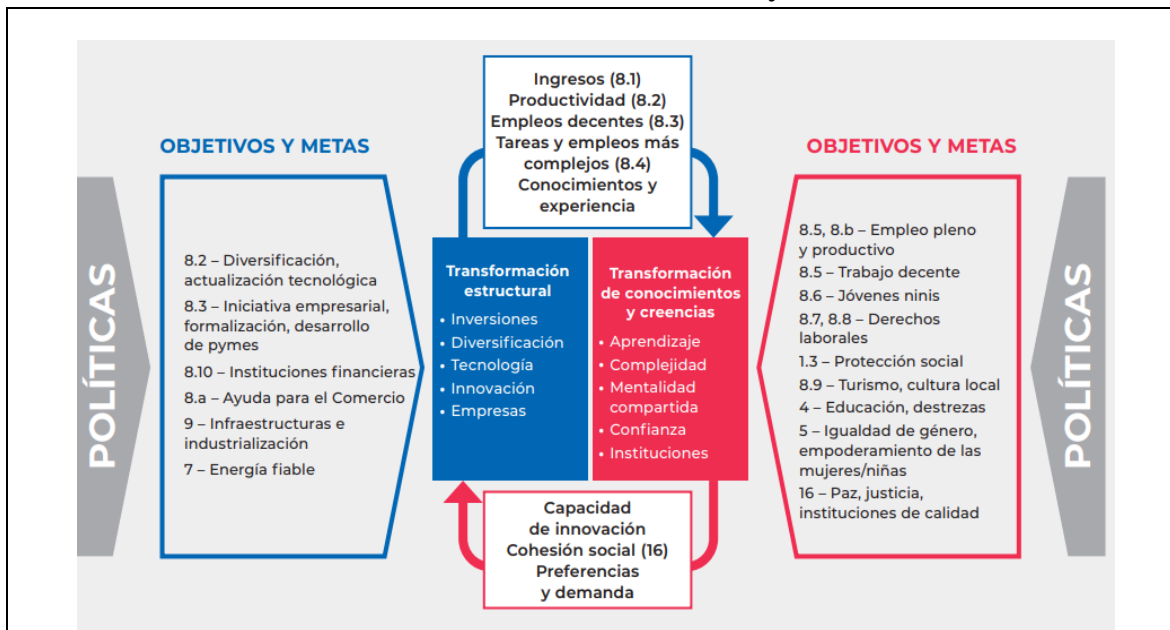 Ingresos (8.1)
Productividad (8.2)
Empleos decentes (8.3)
Tareas y empleos más
complejos (8.4)
Conocimientos y
experiencia
OBJETIVOS Y METAS
POLÍTICAS
8.2 – Diversificación,
actualización tecnológica
8.3 – Iniciativa empresarial,
formalización, desarrollo
de pymes
8.10 – Instituciones financieras
8.a – Ayuda para el Comercio
9 – Infraestructuras e
industrialización
7 – Energía fiable
Transformación
estructural
• Inversiones
• Diversificación
• Tecnología
• Innovación
• Empresas
Transformación
de conocimientos
y creencias
• Aprendizaje
• Complejidad
• Mentalidad
compartida
• Confianza
• Instituciones
OBJETIVOS Y METAS
8.5, 8.b – Empleo pleno
y productivo
8.5 – Trabajo decente
8.6 – Jóvenes ninis
8.7, 8.8 – Derechos
laborales
1.3 – Protección social
8.9 – Turismo, cultura local
4 – Educación, destrezas
5 – Igualdad de género,
empoderamiento de las
mujeres/niñas
16 – Paz, justicia,
instituciones de calidad
POLÍTICAS
Capacidad
de innovación
Cohesión social (16)
Preferencias
y demanda